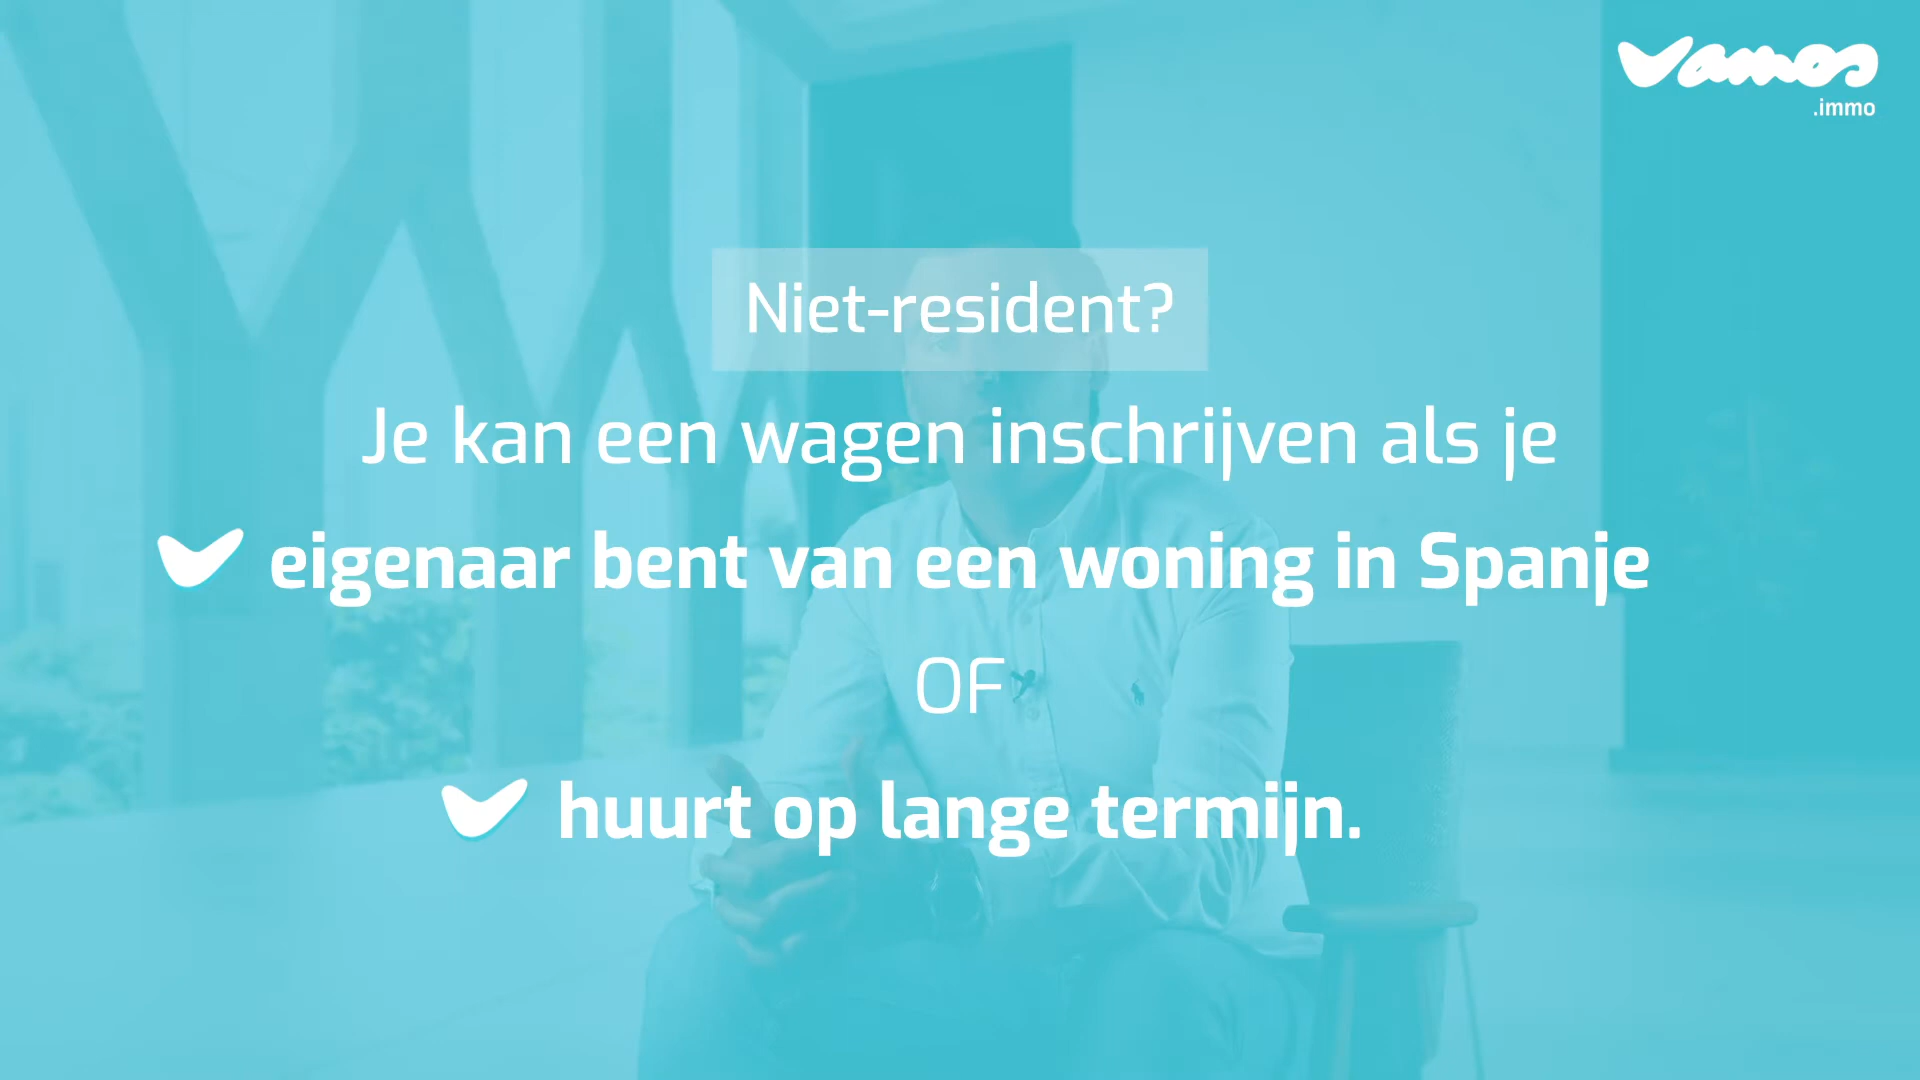 vamos
.immo
Niet-resident?
Je kan een wagen inschrijven als je
eigenaar bent van een woning in Spanje
OF
huurt op lange termijn.